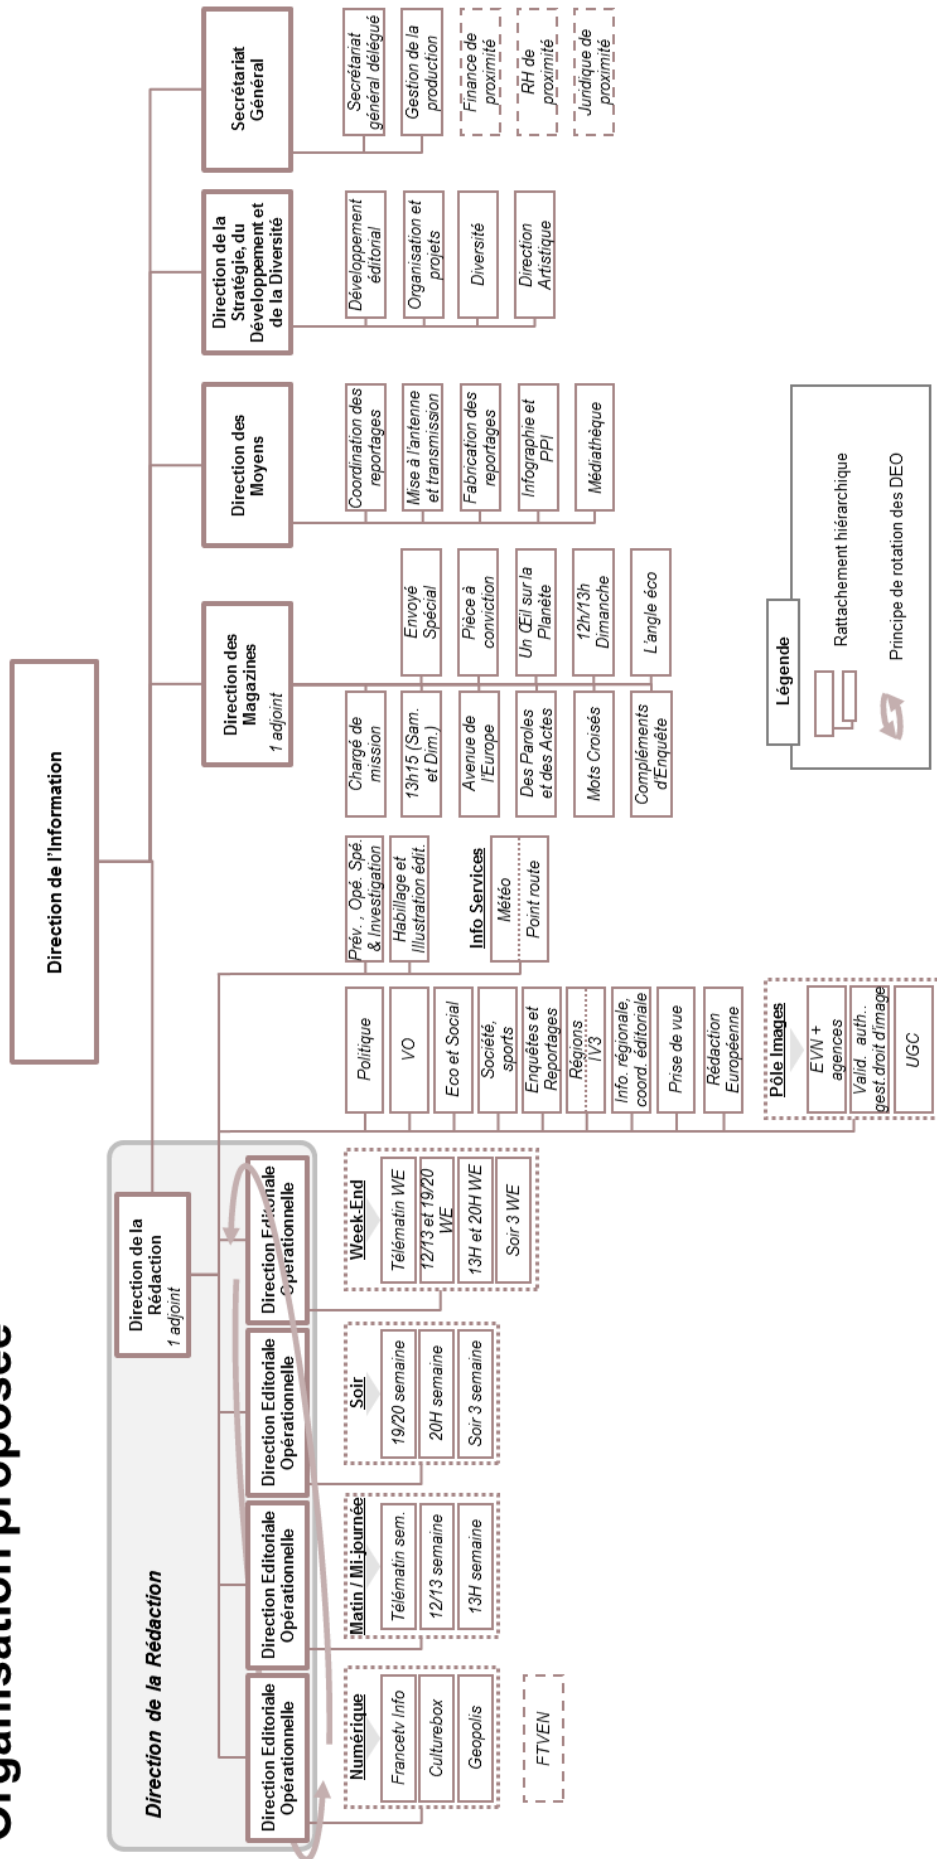 Organisation proposée
Direction de l'Information
Direction de la Rédaction
Direction de la
Rédaction
1 adjoint
Direction Editoriale
Opérationnelle
Direction Editoriale
Opérationnelle
Direction Editoriale
Opérationnelle
Direction Editoriale
Opérationnelle
Numérique
Francetv Info
Culturebox
Geopolis
FTVEN
Matin / Mi-journée
Télématin sem.
12/13 semaine
13H semaine
Soir
19/20 semaine
20H semaine
Soir 3 semaine
Week-End
Télématin WE
12/13 et 19/20
WE
13H et 20H WE
Soir 3 WE
Politique
VO
Eco et Social
Société,
sports
Enquêtes et
Reportages
Régions
IV3
Info. régionale,
coord. éditoriale
Prise de vue
Rédaction
Européenne
Pôle Images
EVN +
agences
Valid. auth..
gest.droit d'image
UGC
Prév. , Opé. Spé.
& Investigation
Habillage et
Illustration édit.
Info Services
Météo
Point route
Direction des
Magazines
1 adjoint
Chargé de
mission
13h15 (Sam.
et Dim.)
Avenue de
l'Europe
Des Paroles
et des Actes
Mots Croisés
Compléments
d'Enquête
Envoyé
Spécial
Pièce à
conviction
Un Œil sur la
Planète
12h/13h
Dimanche
L'angle éco
Direction des
Moyens
Coordination des
reportages
Mise à l'antenne
et transmission
Fabrication des
reportages
Infographie et
PPI
Médiathèque
Direction de la
Stratégie, du
Développement et
de la Diversité
Développement
éditorial
Organisation et
projets
Diversité
Direction
Artistique
Secrétariat
Général
Secrétariat
général délégué
Gestion de la
production
Finance de
proximité
RH de
proximité
Juridique de
proximité
Légende
Rattachement hiérarchique
Principe de rotation des DEO